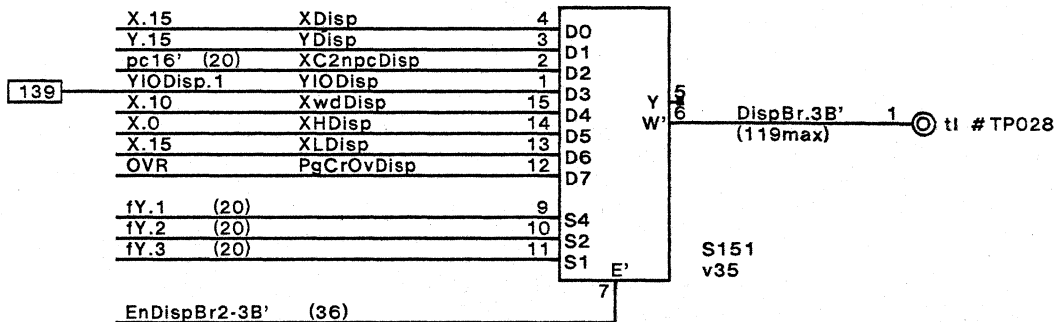 X.15 XDisp 4 D0
Y.15 YDisp 3 D1
pc16' (20) XC2npcDisp 2 D2
139 YIODisp.1 YIODisp 1 D3
X.10 XwdDisp 15 D4
X.0 XHDisp 14 D5
X.15 XLDisp 13 D6
OVR PgCrOvDisp 12 D7
Y 5
W' 6 DispBr.3B' 1 tl #TP028
(119max)
fY.1 (20) 9 S4
fY.2 (20) 10 S2
fY.3 (20) 11 S1
E'
7
S151
v35
EnDispBr2-3B' (36)